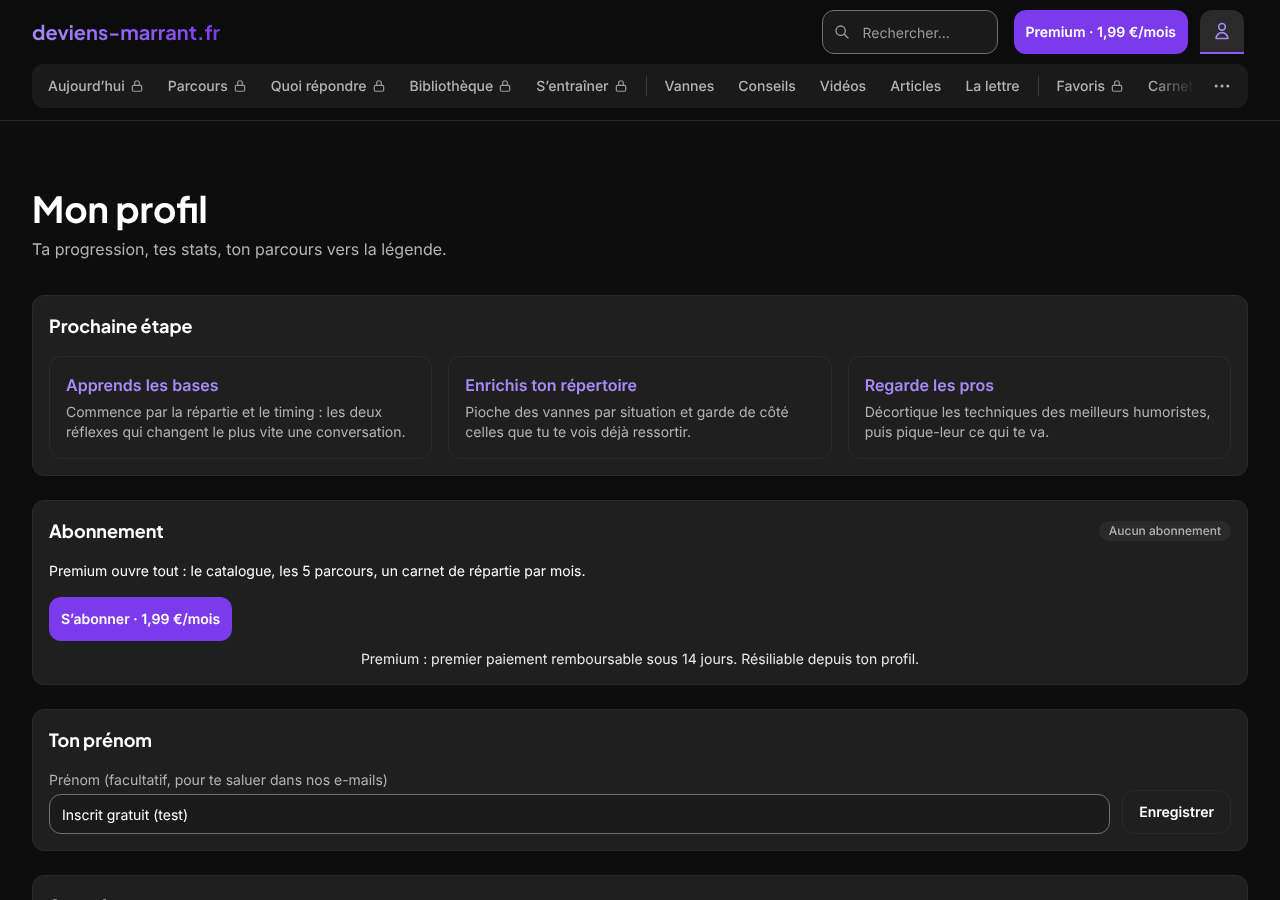 deviens-marrant.fr
Rechercher...
Premium · 1,99 €/mois
Aujourd’hui
Parcours
Quoi répondre
Bibliothèque
S’entraîner
Vannes
Conseils
Vidéos
Articles
La lettre
Favoris
Carnet
Mon profil
Ta progression, tes stats, ton parcours vers la légende.
Prochaine étape
Apprends les bases
Commence par la répartie et le timing : les deux
réflexes qui changent le plus vite une conversation.
Enrichis ton répertoire
Pioche des vannes par situation et garde de côté
celles que tu te vois déjà ressortir.
Regarde les pros
Décortique les techniques des meilleurs humoristes,
puis pique-leur ce qui te va.
Abonnement
Aucun abonnement
Premium ouvre tout : le catalogue, les 5 parcours, un carnet de répartie par mois.
S’abonner · 1,99 €/mois
Premium : premier paiement remboursable sous 14 jours. Résiliable depuis ton profil.
Ton prénom
Prénom (facultatif, pour te saluer dans nos e-mails)
Inscrit gratuit (test)
Enregistrer